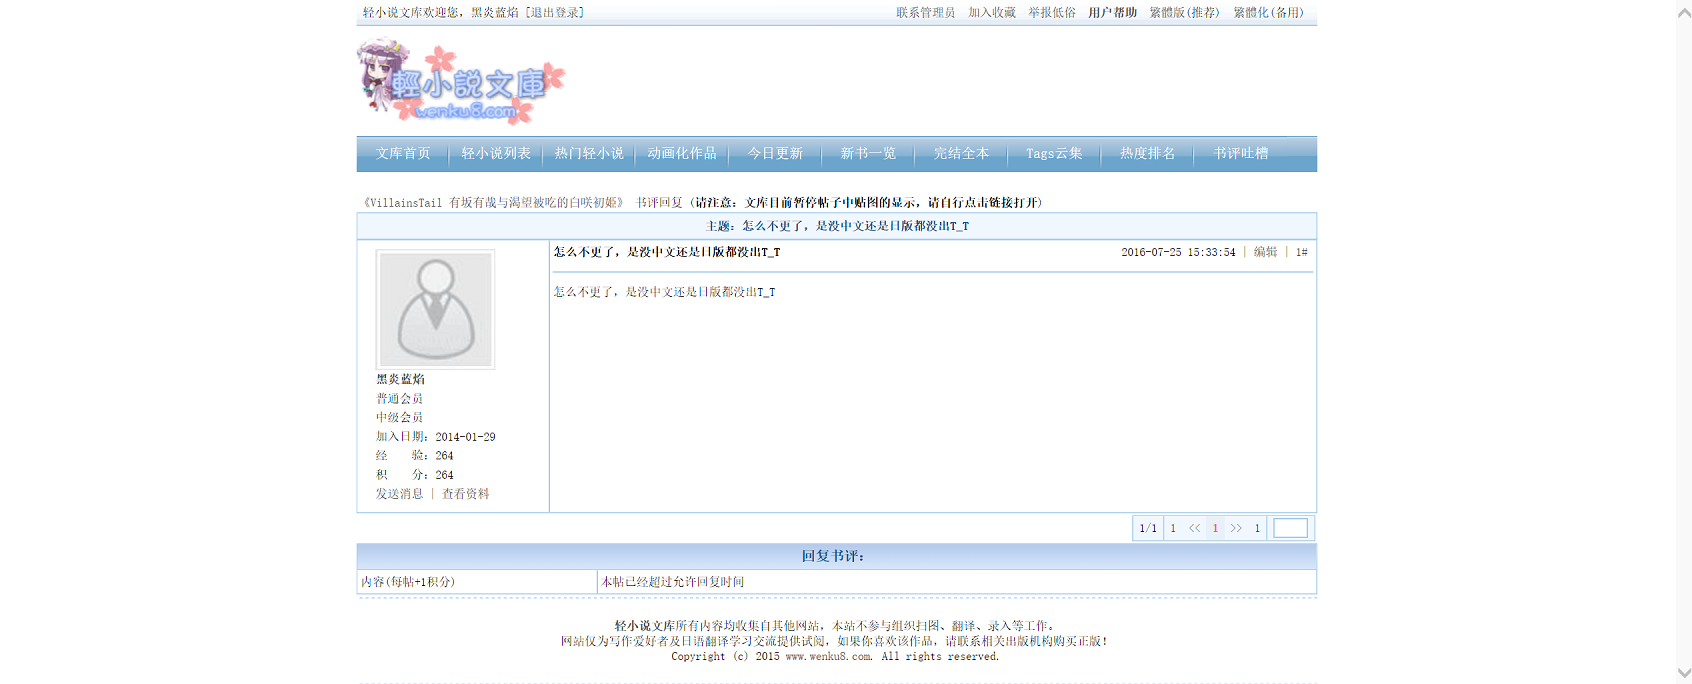 轻小说文库欢迎您，黑炎蓝焰 [退出登录] 联系管理员 加入收藏 举报低俗 用户帮助 繁體版(推荐) 繁體化(备用)
輕小説文庫
wenku8.com
文库首页 轻小说列表 热门轻小说 动画化作品 今日更新 新书一览 完结全本 Tags云集 热度排名 书评吐槽
《VillainsTail 有坂有哉与渴望被吃的白咲初姬》 书评回复 (请注意: 文库目前暂停帖子中贴图的显示，请自行点击链接打开)
主题: 怎么不更了，是没中文还是日版都没出T_T
怎么不更了，是没中文还是日版都没出T_T 2016-07-25 15:33:54 | 编辑 | 1#
怎么不更了，是没中文还是日版都没出T_T
黑炎蓝焰
普通会员
中级会员
加入日期: 2014-01-29
经 验: 264
积 分: 264
发送消息 | 查看资料
1/1 1 << 1 >> 1
回复书评:
内容(每帖+1积分) 本帖已经超过允许回复时间
轻小说文库所有内容均收集自其他网站，本站不参与组织扫图、翻译、录入等工作。
网站仅为写作爱好者及日语翻译学习交流提供试阅，如果你喜欢该作品，请联系相关出版机构购买正版!
Copyright (c) 2015 www.wenku8.com. All rights reserved.